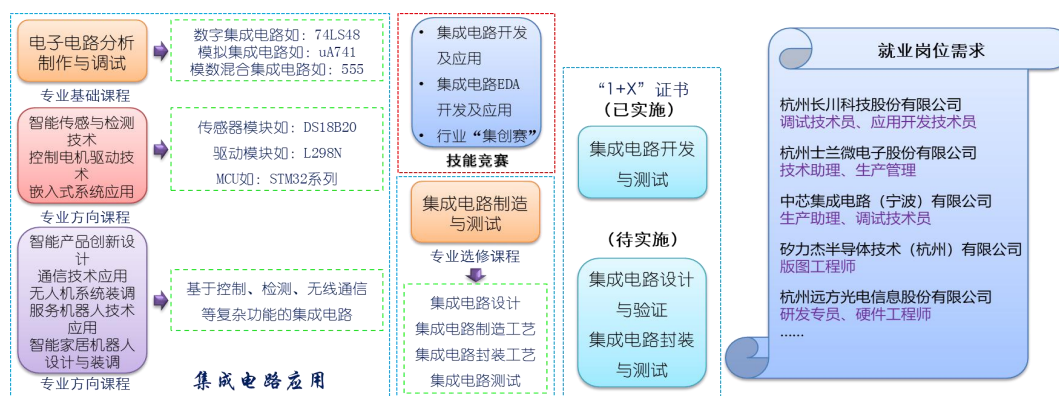 电子电路分析
制作与调试
专业基础课程
数字集成电路如：74LS48
模拟集成电路如：uA741
模数混合集成电路如：555
智能传感与检测
技术
控制电机驱动技
术
嵌入式系统应用
专业方向课程
传感器模块如：DS18B20
驱动模块如：L298N
MCU如：STM32系列
智能产品创新设
计
通信技术应用
无人机系统装调
服务机器人技术
应用
智能家居机器人
设计与装调
专业方向课程
基于控制、检测、无线通信
等复杂功能的集成电路
集成电路应用
• 集成电路开发
及应用
• 集成电路EDA
开发及应用
• 行业“集创赛”
技能竞赛
集成电路制造
与测试
专业选修课程
集成电路设计
集成电路制造工艺
集成电路封装工艺
集成电路测试
“1+X”证书
(已实施)
集成电路开发
与测试
(待实施)
集成电路设计
与验证
集成电路封装
与测试
就业岗位需求
杭州长川科技股份有限公司
调试技术员、应用开发技术员
杭州士兰微电子股份有限公司
技术助理、生产管理
中芯集成电路（宁波）有限公司
生产助理、调试技术员
矽力杰半导体技术（杭州）有限公司
版图工程师
杭州远方光电信息股份有限公司
研发专员、硬件工程师
......